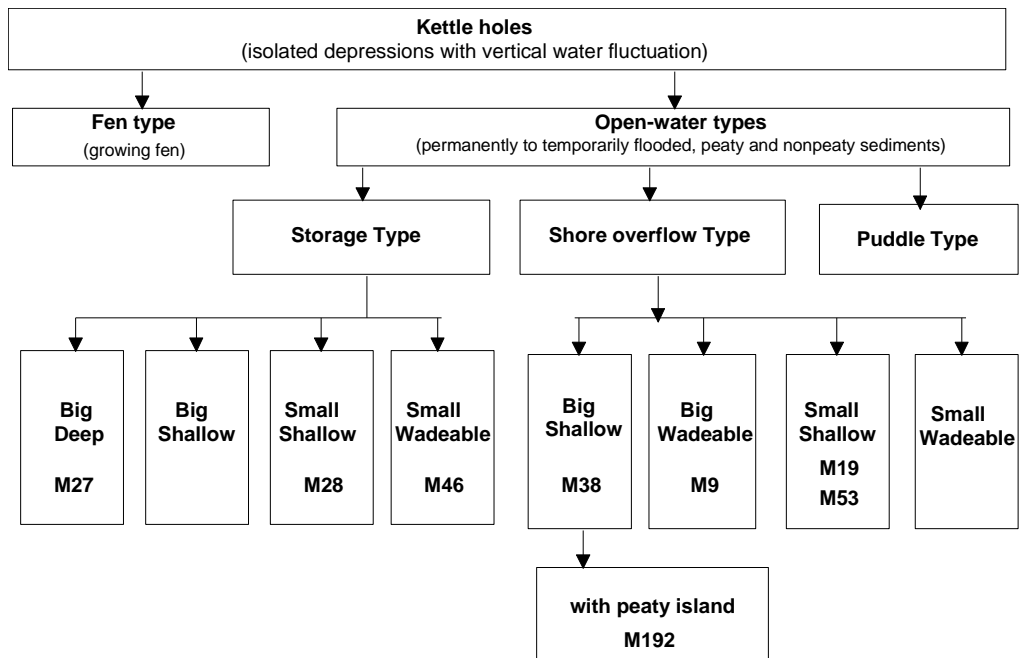 Kettle holes
(isolated depressions with vertical water fluctuation)
Fen type
(growing fen)
Open-water types
(permanently to temporarily flooded, peaty and nonpeaty sediments)
Storage Type
Shore overflow Type
Puddle Type
Big
Deep
M27
Big
Shallow
Small
Shallow
M28
Small
Wadeable
M46
Big
Shallow
M38
Big
Wadeable
M9
Small
Shallow
M19
M53
Small
Wadeable
with peaty island
M192